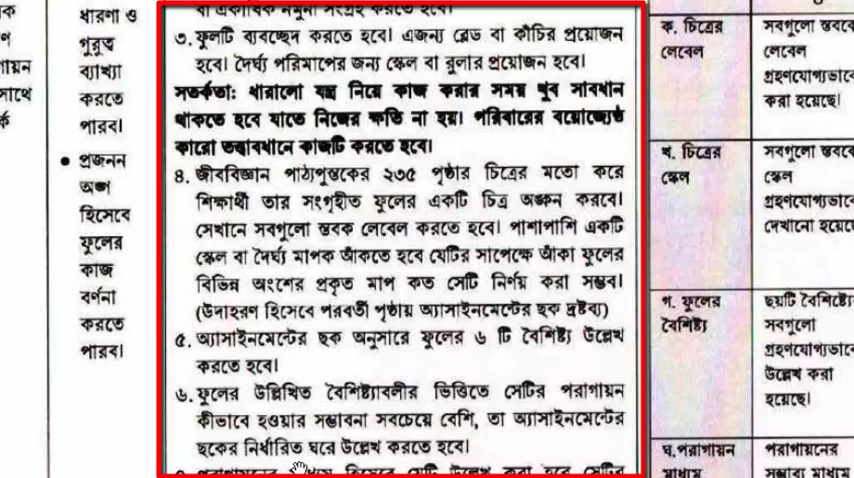 ধারণা ও
গুরুত্ব
ব্যাখ্যা
করতে
পারবে।
• প্রজনন
অঙ্গ
হিসেবে
ফুলের
কাজ
বর্ণনা
করতে
পারবে।
বা একাধিক নমুনা সংগ্রহ করতে হবে।
৩. ফুলটি ব্যবচ্ছেদ করতে হবে। এজন্য ব্লেড বা কাঁচির প্রয়োজন
হবে। দৈর্ঘ্য পরিমাপের জন্য স্কেল বা রুলার প্রয়োজন হবে।
সতর্কতা: ধারালো যন্ত্র নিয়ে কাজ করার সময় খুব সাবধান
থাকতে হবে যাতে নিজের ক্ষতি না হয়। পরিবারের বয়োজ্যেষ্ঠ
কারো তত্ত্বাবধানে কাজটি করতে হবে।
৪. জীববিজ্ঞান পাঠ্যপুস্তকের ২৩৫ পৃষ্ঠার চিত্রের মতো করে
শিক্ষার্থী তার সংগৃহীত ফুলের একটি চিত্র অঙ্কন করবে।
সেখানে সবগুলো স্তবক লেবেল করতে হবে। পাশাপাশি একটি
স্কেল বা দৈর্ঘ্য মাপক আঁকতে হবে যেটির সাপেক্ষে আঁকা ফুলের
বিভিন্ন অংশের প্রকৃত মাপ কত সেটি নির্ণয় করা সম্ভব।
(উদাহরণ হিসেবে পরবর্তী পৃষ্ঠায় অ্যাসাইনমেন্টের ছক দ্রষ্টব্য)
৫. অ্যাসাইনমেন্টের ছক অনুসারে ফুলের ৬ টি বৈশিষ্ট্য উল্লেখ
করতে হবে।
৬. ফুলের উল্লিখিত বৈশিষ্ট্যাবলীর ভিত্তিতে সেটির পরাগায়ন
কীভাবে হওয়ার সম্ভাবনা সবচেয়ে বেশি, তা অ্যাসাইনমেন্টের
ছকের নির্ধারিত ঘরে উল্লেখ করতে হবে।
ক. চিত্রের
লেবেল
সবগুলো স্তবকে
লেবেল
গ্রহণযোগ্যভাবে
করা হয়েছে।
খ. চিত্রের
স্কেল
সবগুলো স্তবকে
স্কেল
গ্রহণযোগ্যভাবে
দেখানো হয়েছে
গ. ফুলের
বৈশিষ্ট্য
ছয়টি বৈশিষ্ট্যে
সবগুলো
গ্রহণযোগ্যভাবে
উল্লেখ করা
হয়েছে।
ঘ. পরাগায়ন
মাধ্যম
পরাগায়নের
সম্ভাব্য মাধ্যম